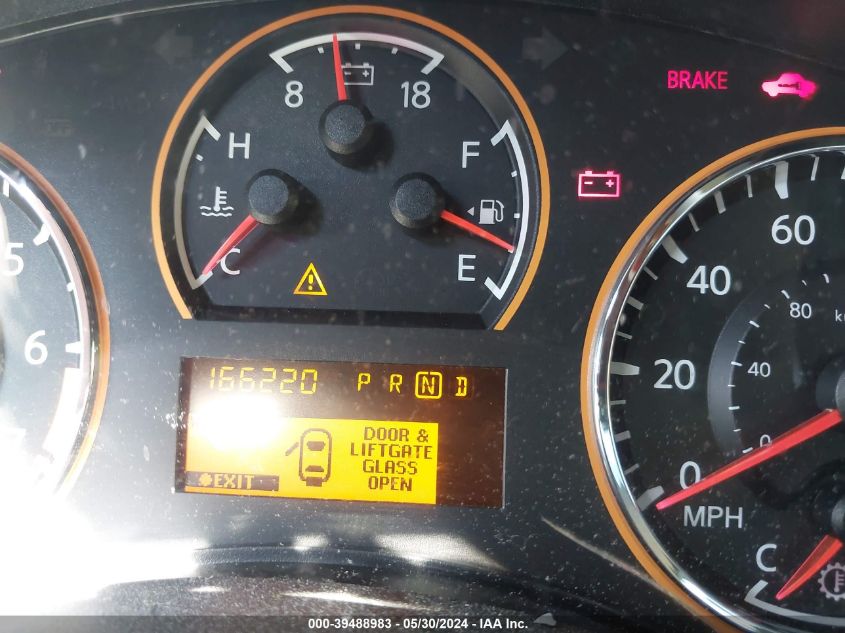 BRAKE
8 18
H F
C E
60
5 40 80
6 20 40
166220 P R N D
0 0
DOOR &
LIFTGATE
GLASS
OPEN
EXIT
MPH
C
000-39488983 - 05/30/2024 - IAA Inc.